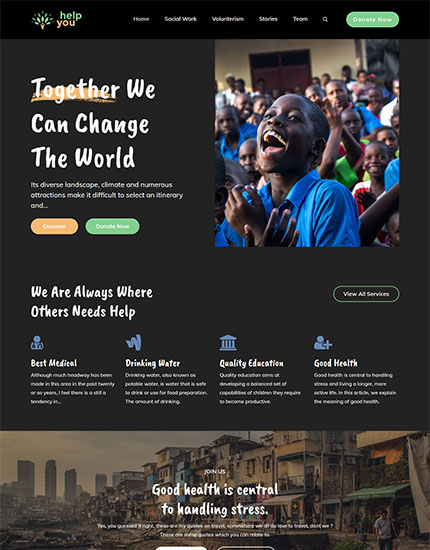 help
you
Home Social Work Volunterism Stories Team Donate Now
Together We
Can Change
The World
Its diverse landscape, climate and numerous
attractions make it difficult to select an itinerary
and...
Discover Donate Now
We Are Always Where
Others Needs Help
View All Services
Best Medical
Although much headway has been
made in this area in the past twenty
or so years, I feel there is a still a
tendency in...
Drinking Water
Drinking water, also known as
potable water, is water that is safe
to drink or use for food preparation.
The amount of drinking.
Quality Education
Quality education aims at
developing a balanced set of
capabilities of children they require
to become productive.
Good Health
Good health is central to handling
stress and living a longer, more
active life. In this article, we explain
the meaning of good health.
JOIN US
Good health is central
to handling stress.
Yes, you guessed it right, these are my quotes on travel, somewhere we all do love to travel, dont we ?
These are some quotes which you can relate to.